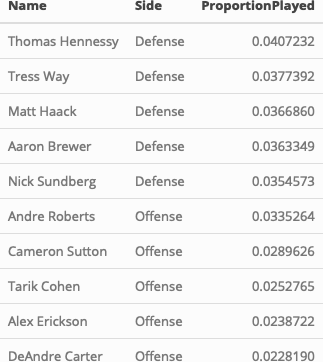 Name Side ProportionPlayed
Thomas Hennessy Defense 0.0407232
Tress Way Defense 0.0377392
Matt Haack Defense 0.0366860
Aaron Brewer Defense 0.0363349
Nick Sundberg Defense 0.0354573
Andre Roberts Offense 0.0335264
Cameron Sutton Offense 0.0289626
Tarik Cohen Offense 0.0252765
Alex Erickson Offense 0.0238722
DeAndre Carter Offense 0.0228190